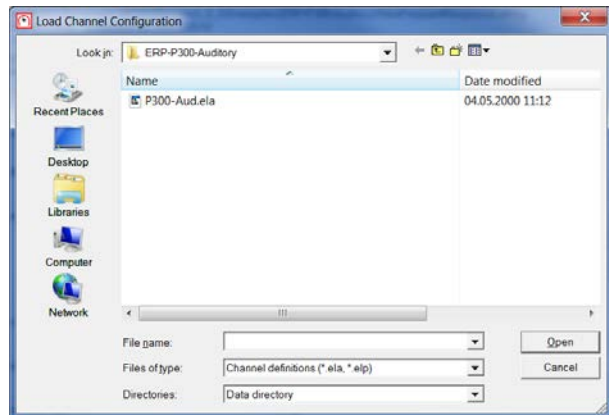 Load Channel Configuration
Look in: ERP-P300-Auditory
Name Date modified
P300-Aud.ela 04.05.2000 11:12
Recent Places
Desktop
Libraries
Computer
Network
File name: Open
Files of type: Channel definitions (*.ela, *.elp) Cancel
Directories: Data directory